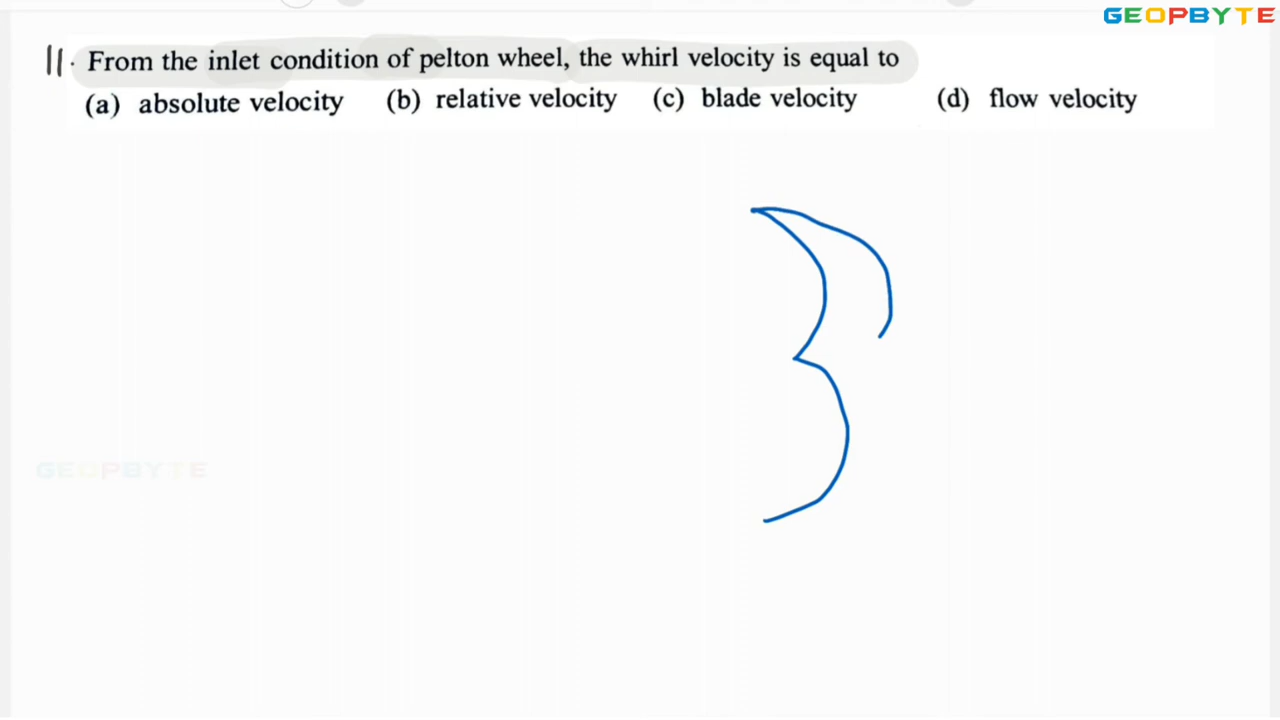 GEOPBYTE
11. From the inlet condition of pelton wheel, the whirl velocity is equal to
(a) absolute velocity (b) relative velocity (c) blade velocity (d) flow velocity
GEOPBYTE